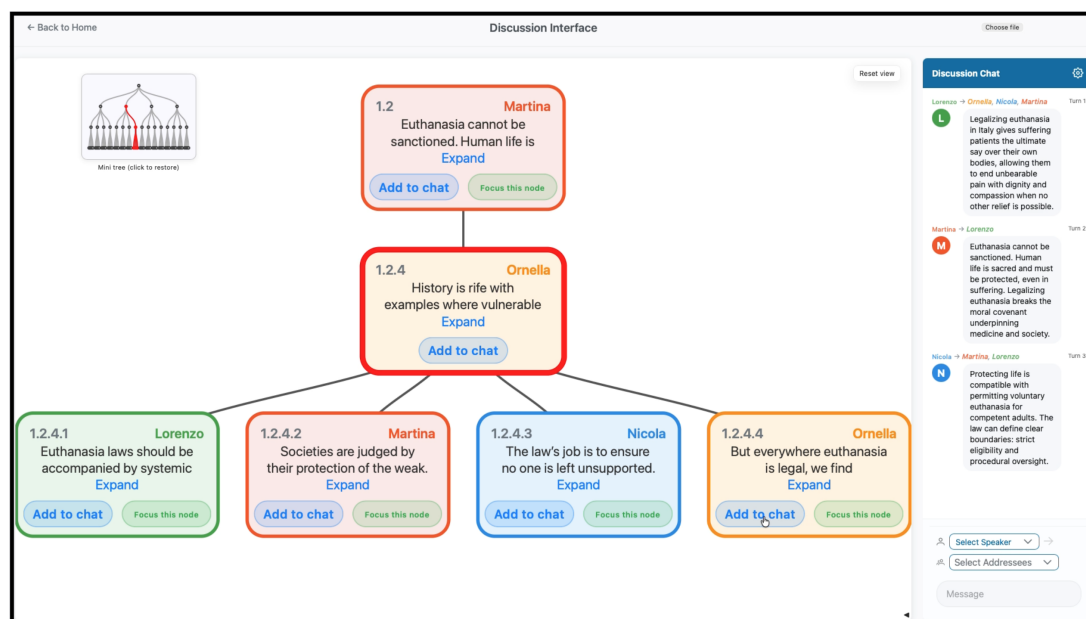 ← Back to Home
Discussion Interface
Choose file
Reset view
Mini tree (click to restore)
1.2 Martina
Euthanasia cannot be
sanctioned. Human life is
Expand
Add to chat Focus this node
1.2.4 Ornella
History is rife with
examples where vulnerable
Expand
Add to chat
1.2.4.1 Lorenzo
Euthanasia laws should be
accompanied by systemic
Expand
Add to chat Focus this node
1.2.4.2 Martina
Societies are judged by
their protection of the weak.
Expand
Add to chat Focus this node
1.2.4.3 Nicola
The law's job is to ensure
no one is left unsupported.
Expand
Add to chat Focus this node
1.2.4.4 Ornella
But everywhere euthanasia
is legal, we find
Expand
Add to chat Focus this node
Discussion Chat
Lorenzo → Ornella, Nicola, Martina Turn 1
L
Legalizing euthanasia
in Italy gives suffering
patients the ultimate
say over their own
bodies, allowing them
to end unbearable
pain with dignity and
compassion when no
other relief is possible.
Martina → Lorenzo Turn 2
M
Euthanasia cannot be
sanctioned. Human
life is sacred and must
be protected, even in
suffering. Legalizing
euthanasia breaks the
moral covenant
underpinning
medicine and society.
Nicola → Martina, Lorenzo Turn 3
N
Protecting life is
compatible with
permitting voluntary
euthanasia for
competent adults. The
law can define clear
boundaries: strict
eligibility and
procedural oversight.
Select Speaker
Select Addressees
Message